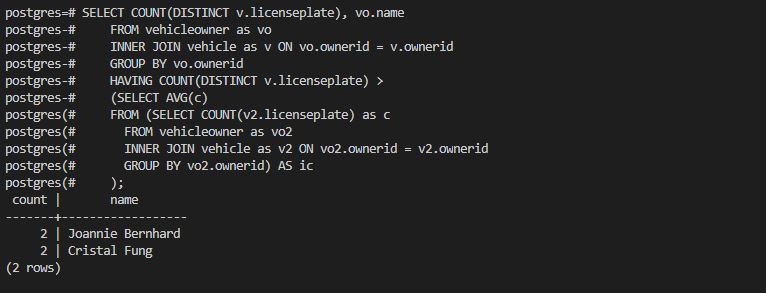 postgres=# SELECT COUNT(DISTINCT v.licenseplate), vo.name
postgres-#     FROM vehicleowner as vo
postgres-#     INNER JOIN vehicle as v ON vo.ownerid = v.ownerid
postgres-#     GROUP BY vo.ownerid
postgres-#     HAVING COUNT(DISTINCT v.licenseplate) >
postgres-#     (SELECT AVG(c)
postgres(#     FROM (SELECT COUNT(v2.licenseplate) as c
postgres(#       FROM vehicleowner as vo2
postgres(#       INNER JOIN vehicle as v2 ON vo2.ownerid = v2.ownerid
postgres(#       GROUP BY vo2.ownerid) AS ic
postgres(#     );
 count |       name
-------+------------------
     2 | Joannie Bernhard
     2 | Cristal Fung
(2 rows)